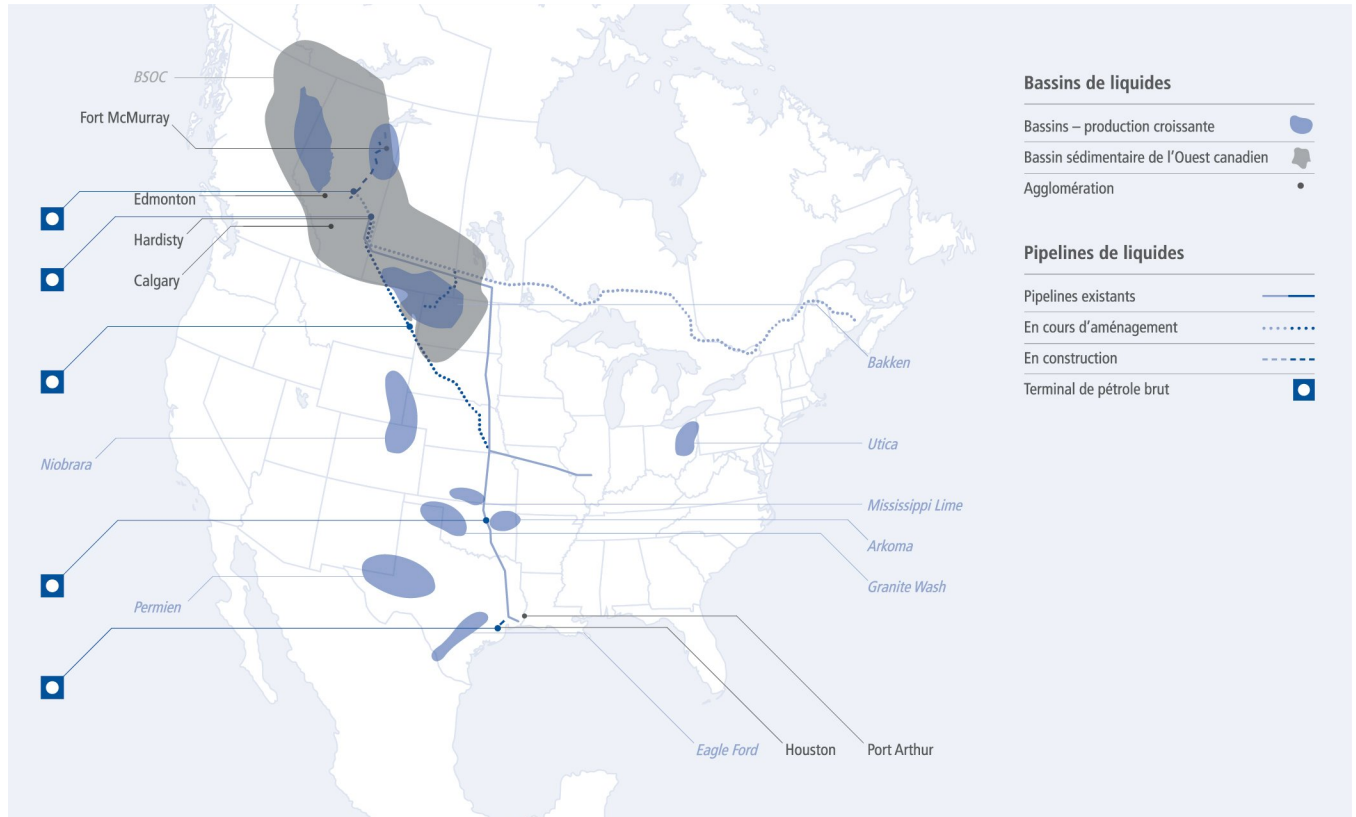 BSOC
Fort McMurray
Edmonton
Hardisty
Calgary
Niobrara
Permien
Bakken
Utica
Mississippi Lime
Arkoma
Granite Wash
Eagle Ford
Houston
Port Arthur
Bassins de liquides
Bassins – production croissante
Bassin sédimentaire de l’Ouest canadien
Agglomération
Pipelines de liquides
Pipelines existants
En cours d’aménagement
En construction
Terminal de pétrole brut